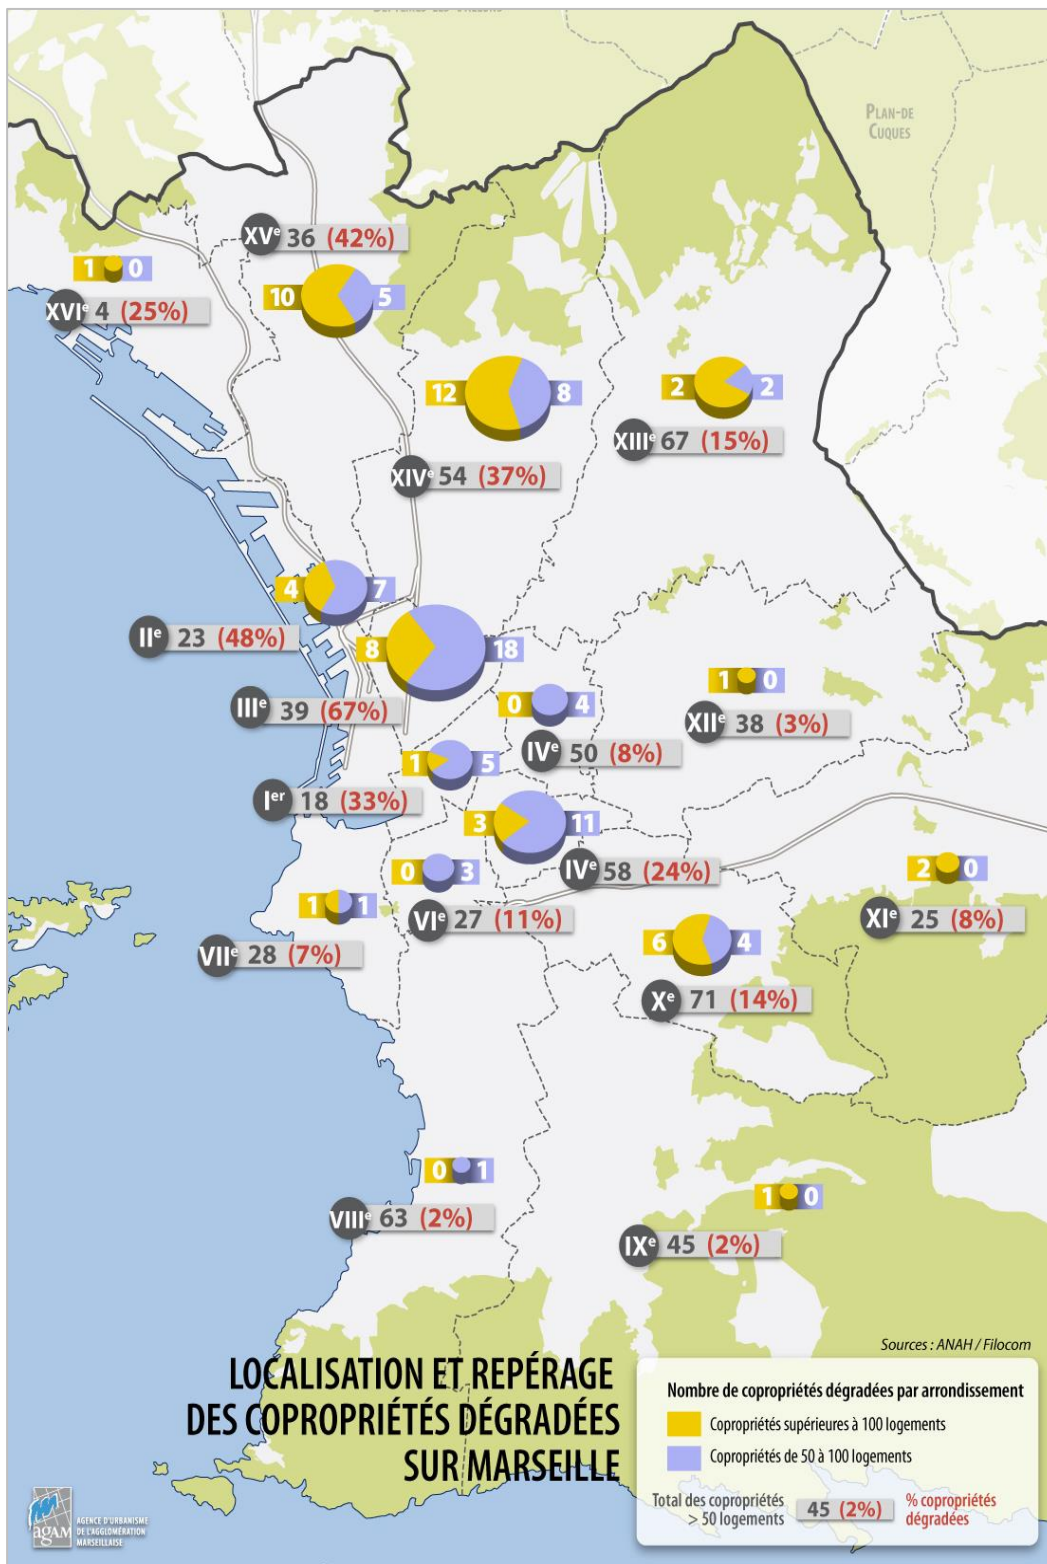 PLAN-DE
CUQUES
XVe 36 (42%)
1 0
10 5
XVIe 4 (25%)
12 8
2 2
XIIIe 67 (15%)
XIVe 54 (37%)
4 7
IIe 23 (48%)
8 18
1 0
0 4
IIIe 39 (67%)
XIIe 38 (3%)
IVe 50 (8%)
1 5
Ier 18 (33%)
3 11
2 0
0 3
IVe 58 (24%)
1 1
VIe 27 (11%)
XIe 25 (8%)
6 4
VIIe 28 (7%)
Xe 71 (14%)
0 1
1 0
VIIIe 63 (2%)
IXe 45 (2%)
Sources : ANAH / Filocom
LOCALISATION ET REPÉRAGE
DES COPROPRIÉTÉS DÉGRADÉES
SUR MARSEILLE
Nombre de copropriétés dégradées par arrondissement
Copropriétés supérieures à 100 logements
Copropriétés de 50 à 100 logements
Total des copropriétés
> 50 logements
45 (2%)
% copropriétés
dégradées
agAM
AGENCE D'URBANISME
DE L'AGGLOMÉRATION
MARSEILLAISE